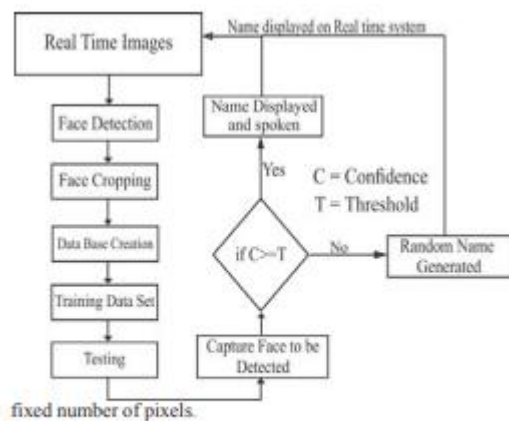 Name displayed on Real time system
Real Time Images
Face Detection
Face Cropping
Data Base Creation
Training Data Set
Testing
Capture Face to be
Detected
if C>=T
Yes
No
Name Displayed
and spoken
C = Confidence
T = Threshold
Random Name
Generated
fixed number of pixels.